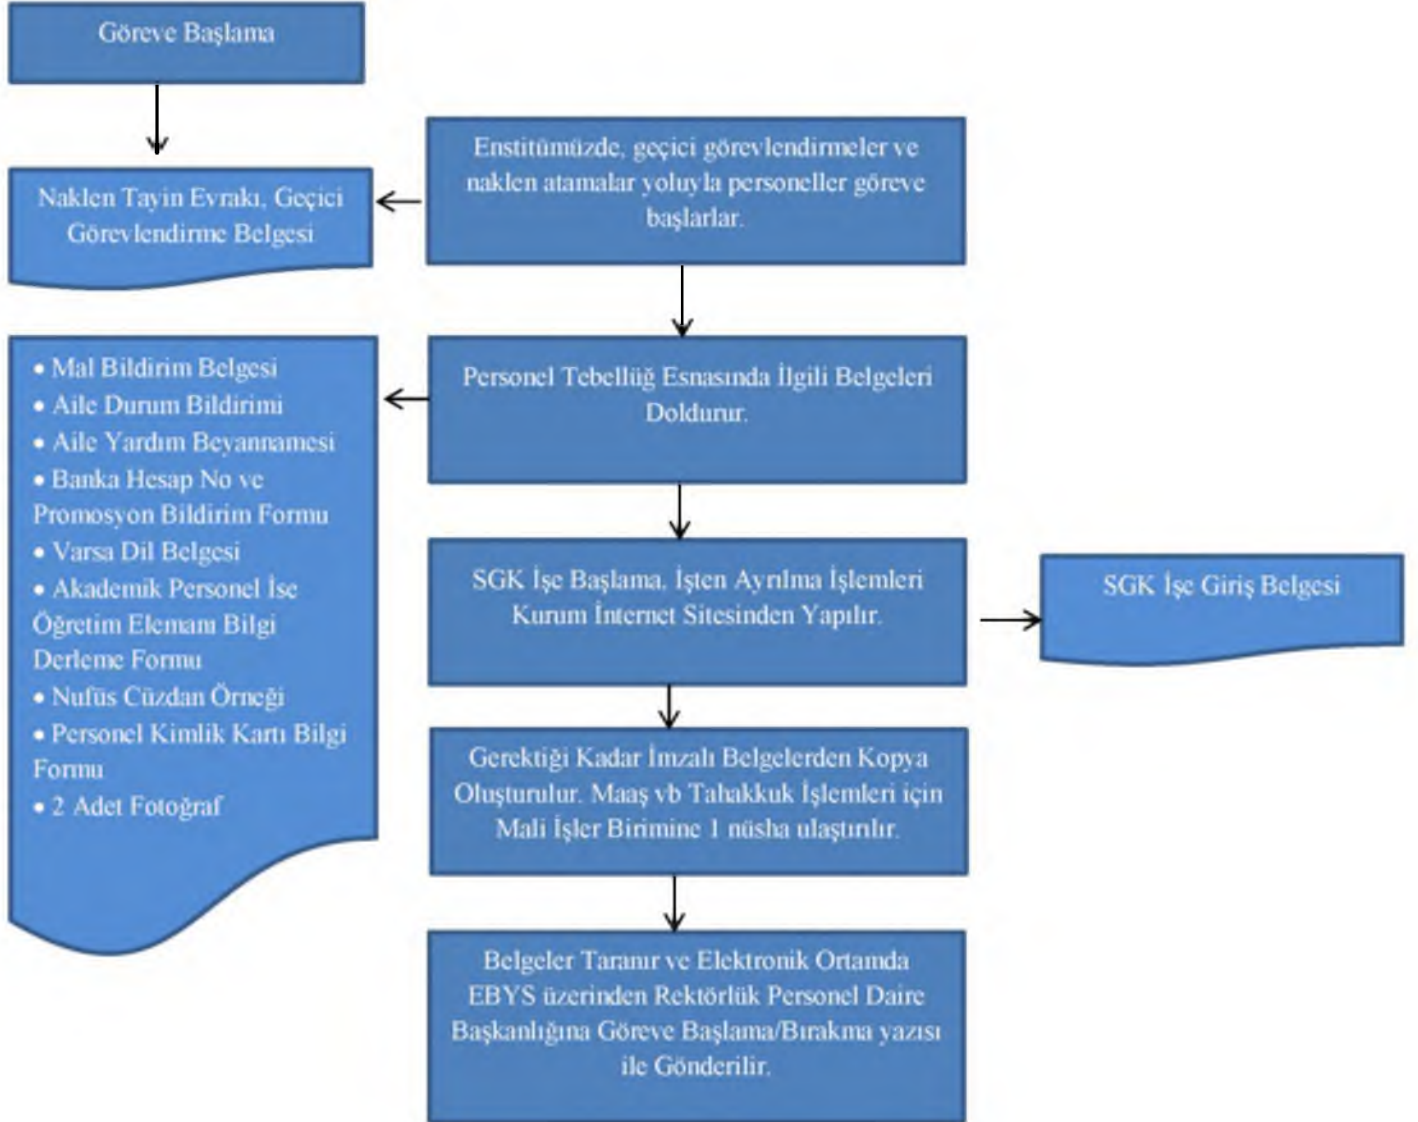 Göreve Başlama
Enstitümüzde, geçici görevlendirmeler ve
naklen atamalar yoluyla personeller göreve
başlarlar.
Naklen Tayin Evrakı, Geçici
Görevlendirme Belgesi
Personel Tebellüğ Esnasında İlgili Belgeleri
Doldurur.
• Mal Bildirim Belgesi
• Aile Durum Bildirimi
• Aile Yardım Beyannamesi
• Banka Hesap No ve
Promosyon Bildirim Formu
• Varsa Dil Belgesi
• Akademik Personel İse
Öğretim Elemanı Bilgi
Derleme Formu
• Nufüs Cüzdan Örneği
• Personel Kimlik Kartı Bilgi
Formu
• 2 Adet Fotoğraf
SGK İşe Başlama, İşten Ayrılma İşlemleri
Kurum İnternet Sitesinden Yapılır.
SGK İşe Giriş Belgesi
Gerektiği Kadar İmzalı Belgelerden Kopya
Oluşturulur. Maaş vb Tahakkuk İşlemleri için
Mali İşler Birimine 1 nüsha ulaştırılır.
Belgeler Taranır ve Elektronik Ortamda
EBYS üzerinden Rektörlük Personel Daire
Başkanlığına Göreve Başlama/Bırakma yazısı
ile Gönderilir.